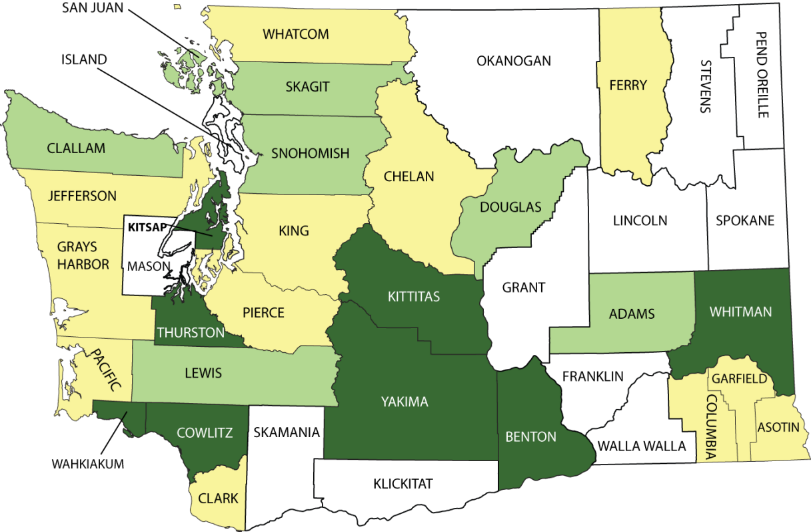 SAN JUAN
WHATCOM
ISLAND
OKANOGAN
STEVENS
PEND OREILLE
SKAGIT
FERRY
CLALLAM
SNOHOMISH
CHELAN
JEFFERSON
DOUGLAS
KITSAP
KING
LINCOLN
SPOKANE
GRAYS
HARBOR
MASON
GRANT
KITTITAS
PIERCE
ADAMS
WHITMAN
THURSTON
PACIFIC
LEWIS
FRANKLIN
GARFIELD
YAKIMA
COLUMBIA
ASOTIN
COWLITZ
SKAMANIA
BENTON
WALLA WALLA
WAHKIAKUM
KLICKITAT
CLARK